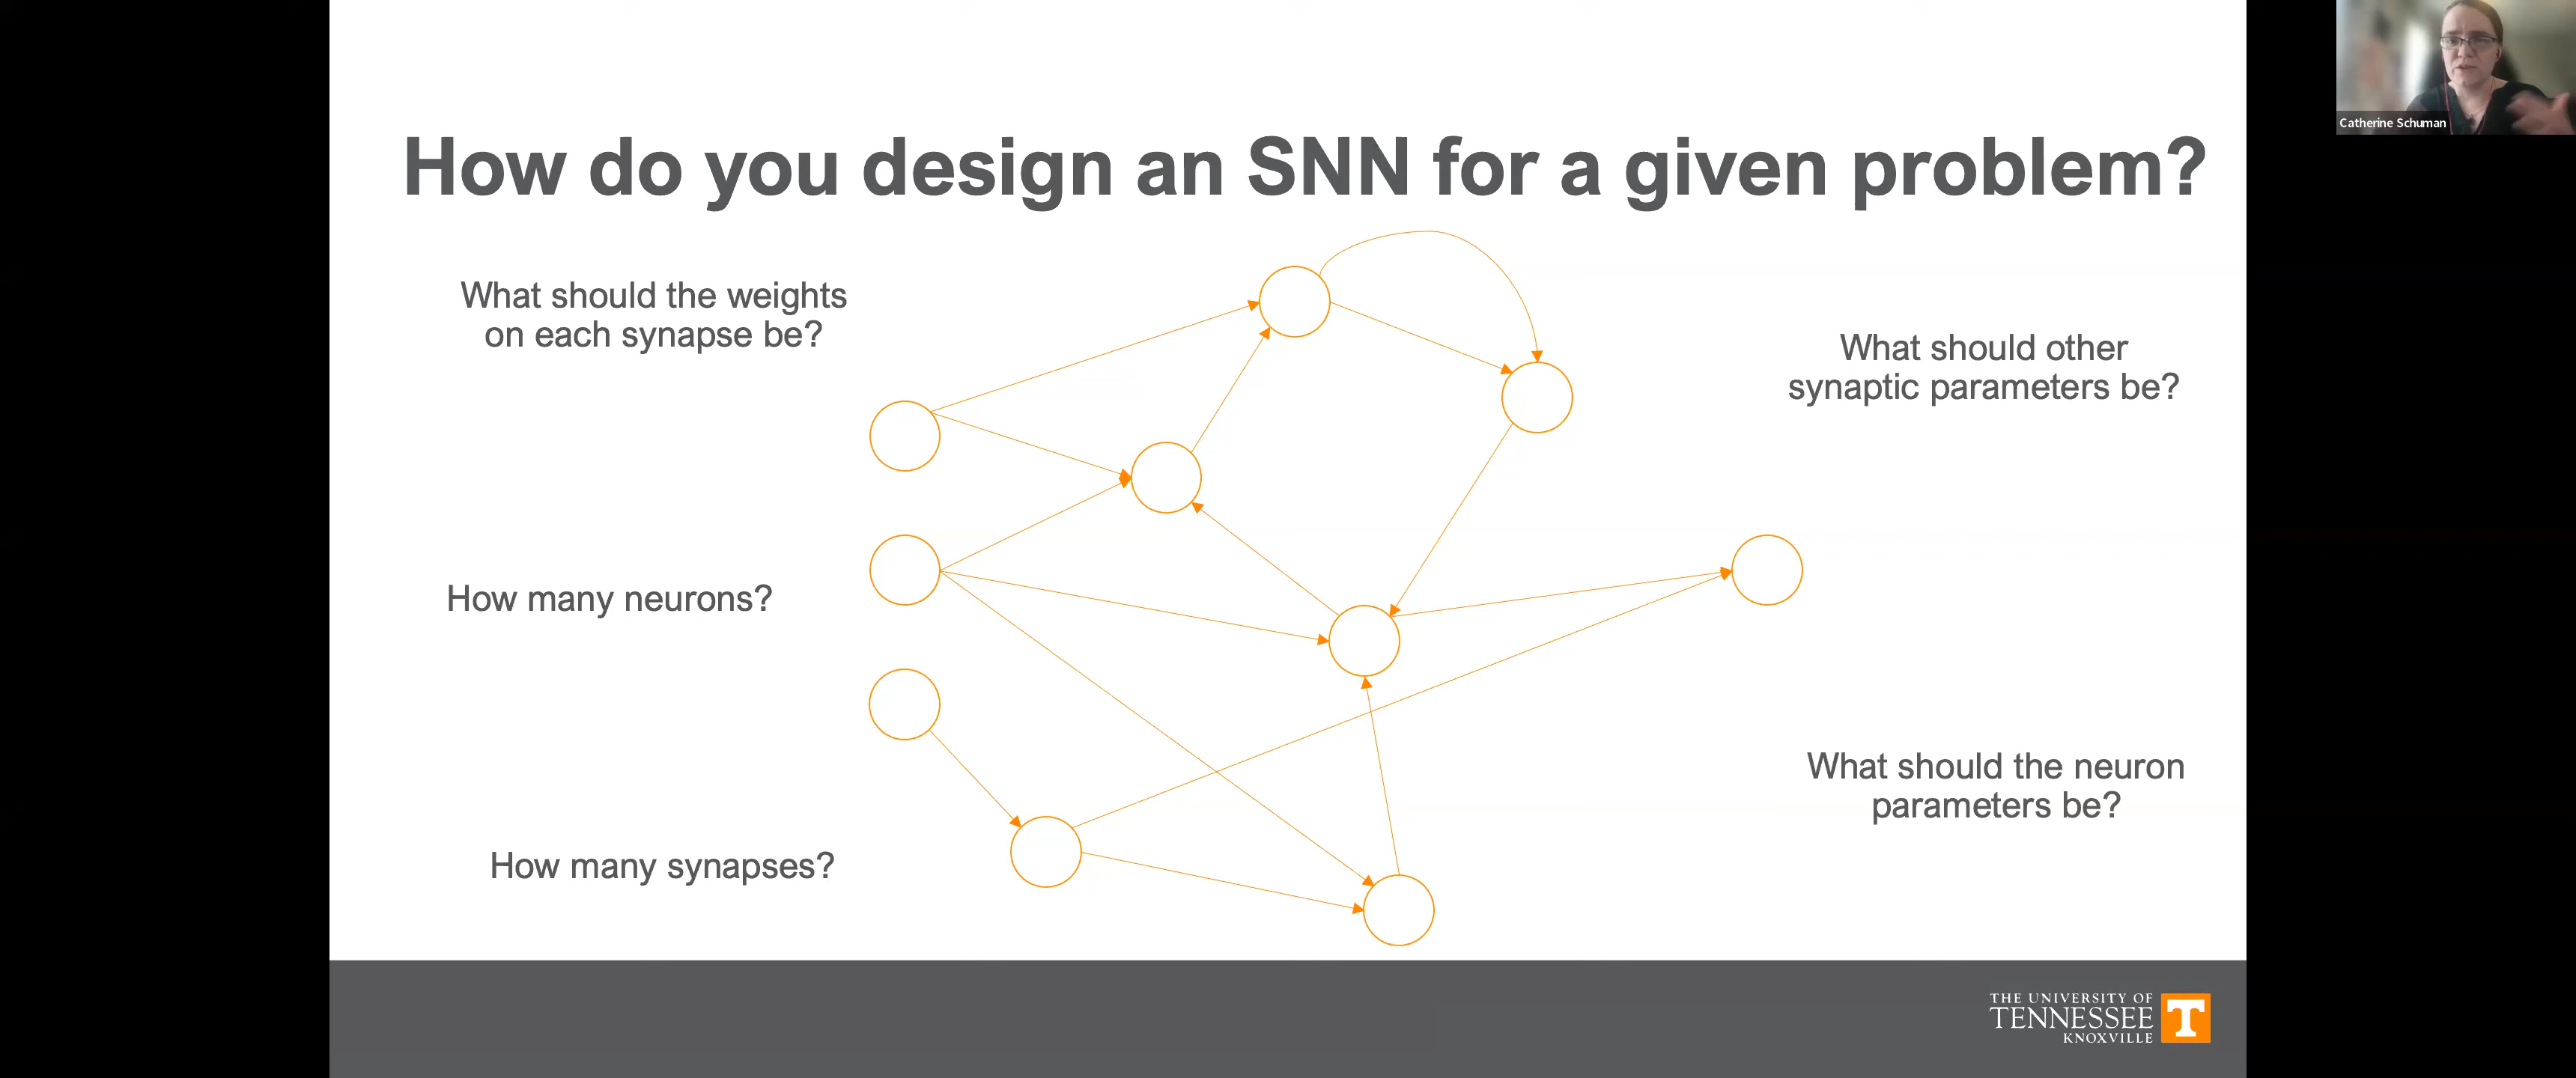 Catherine Schuman
How do you design an SNN for a given problem?
What should the weights
on each synapse be?
What should other
synaptic parameters be?
How many neurons?
What should the neuron
parameters be?
How many synapses?
THE UNIVERSITY OF
TENNESSEE
KNOXVILLE
T